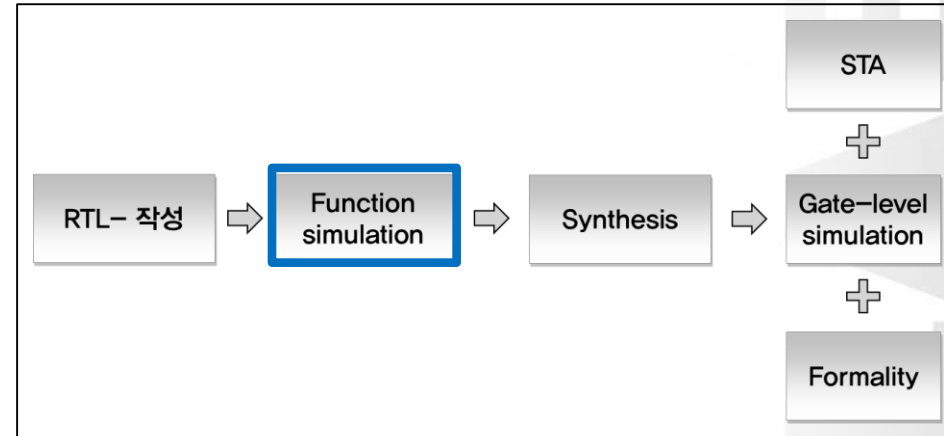 STA
RTL- 작성
Function
simulation
Synthesis
Gate-level
simulation
Formality